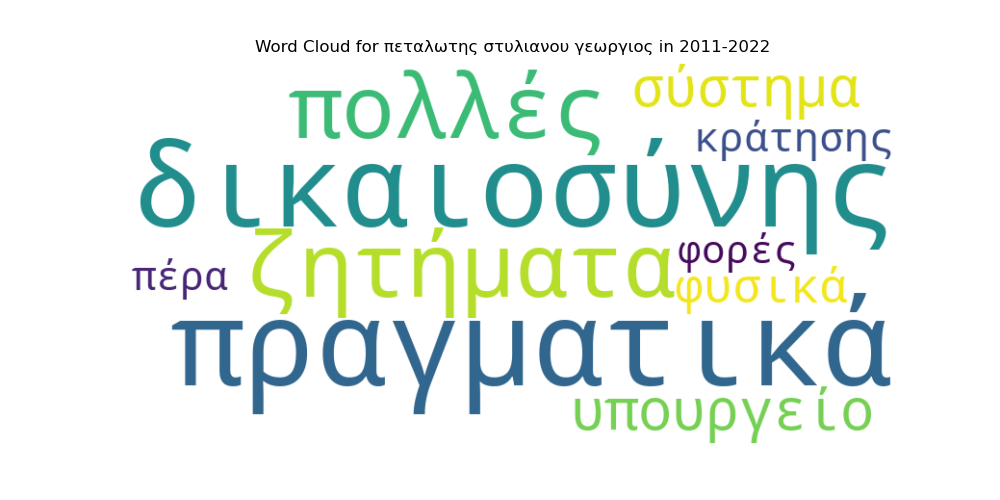 Word Cloud for πεταλωτης στυλιανου γεωργιος in 2011-2022
πολλές
σύστημα
κράτησης
δικαιοσύνης
ζητήματα
φορές
πέρα
φυσικά
πραγματικά
υπουργείο